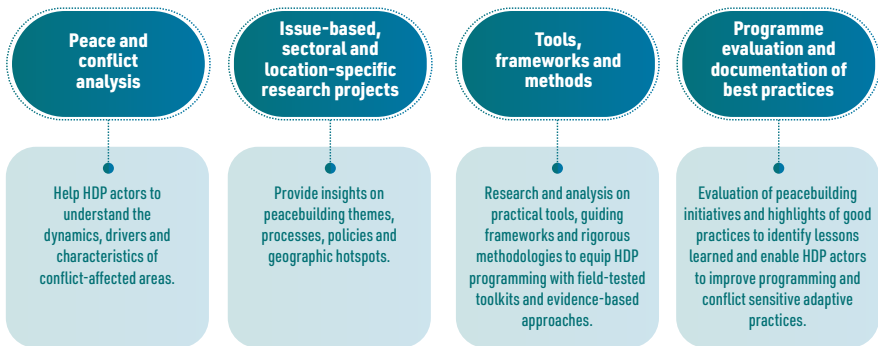 Peace and
conflict
analysis
Help HDP actors to
understand the
dynamics, drivers and
characteristics of
conflict-affected areas.
Issue-based,
sectoral and
location-specific
research projects
Provide insights on
peacebuilding themes,
processes, policies and
geographic hotspots.
Tools,
frameworks and
methods
Research and analysis on
practical tools, guiding
frameworks and rigorous
methodologies to equip HDP
programming with field-tested
toolkits and evidence-based
approaches.
Programme
evaluation and
documentation of
best practices
Evaluation of peacebuilding
initiatives and highlights of good
practices to identify lessons
learned and enable HDP actors
to improve programming and
conflict sensitive adaptive
practices.